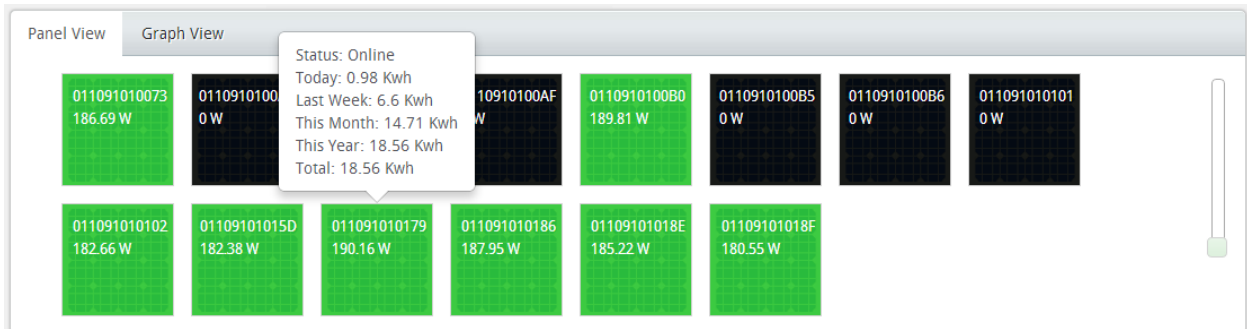 Panel View
Graph View
Status: Online
Today: 0.98 Kwh
Last Week: 6.6 Kwh
This Month: 14.71 Kwh
This Year: 18.56 Kwh
Total: 18.56 Kwh
011091010073
186.69 W
0110910100
0 W
10910100AF
W
0110910100B0
189.81 W
0110910100B5
0 W
0110910100B6
0 W
011091010101
0 W
011091010102
182.66 W
01109101015D
182.38 W
011091010179
190.16 W
011091010186
187.95 W
01109101018E
185.22 W
01109101018F
180.55 W